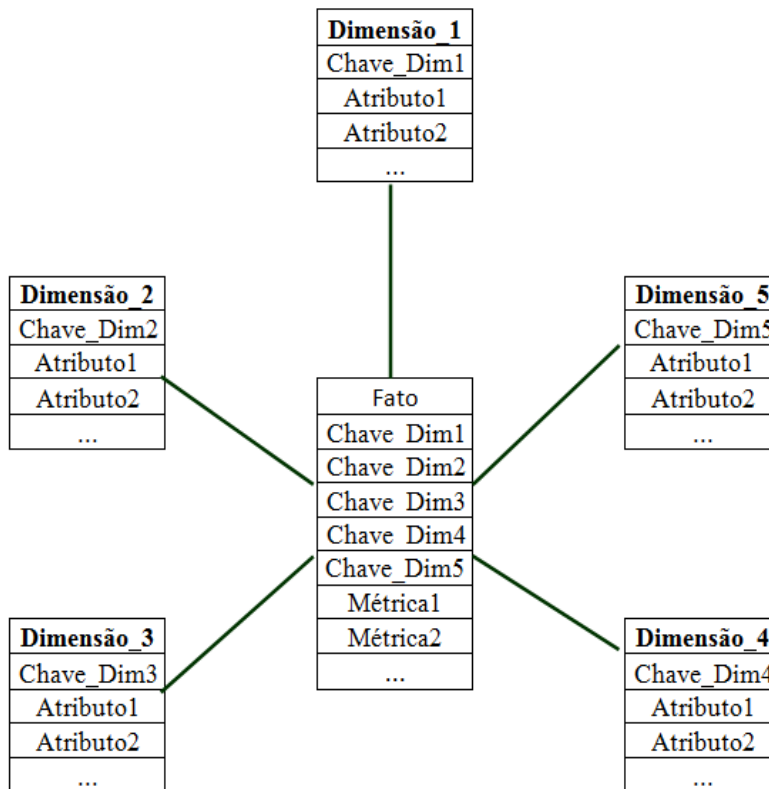 Dimensão_1
Chave_Dim1
Atributo1
Atributo2
...
Dimensão_2
Chave_Dim2
Atributo1
Atributo2
...
Dimensão_5
Chave_Dim5
Atributo1
Atributo2
...
Fato
Chave_Dim1
Chave_Dim2
Chave_Dim3
Chave_Dim4
Chave_Dim5
Métrica1
Métrica2
...
Dimensão_3
Chave_Dim3
Atributo1
Atributo2
...
Dimensão_4
Chave_Dim4
Atributo1
Atributo2
...